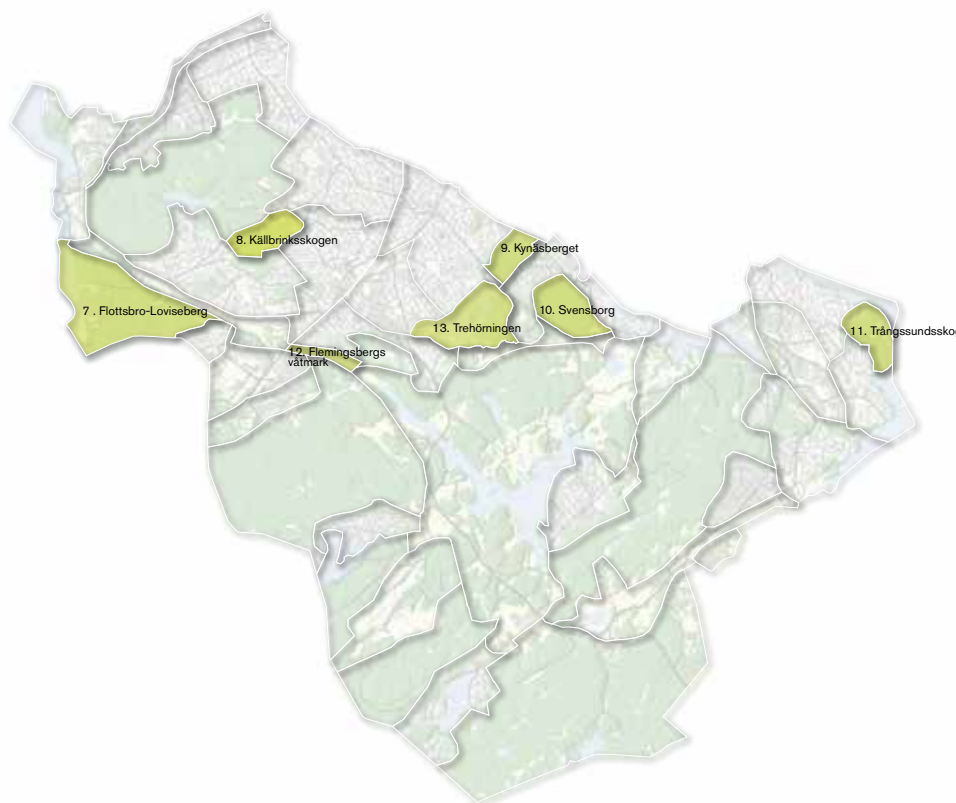 8. Källbrinksskogen
9. Kynäsberget
7 . Flottsbro-Loviseberg
10. Svensborg
13. Trehörningen
11. Trångssundssko
12. Flemingsbergs
våtmark